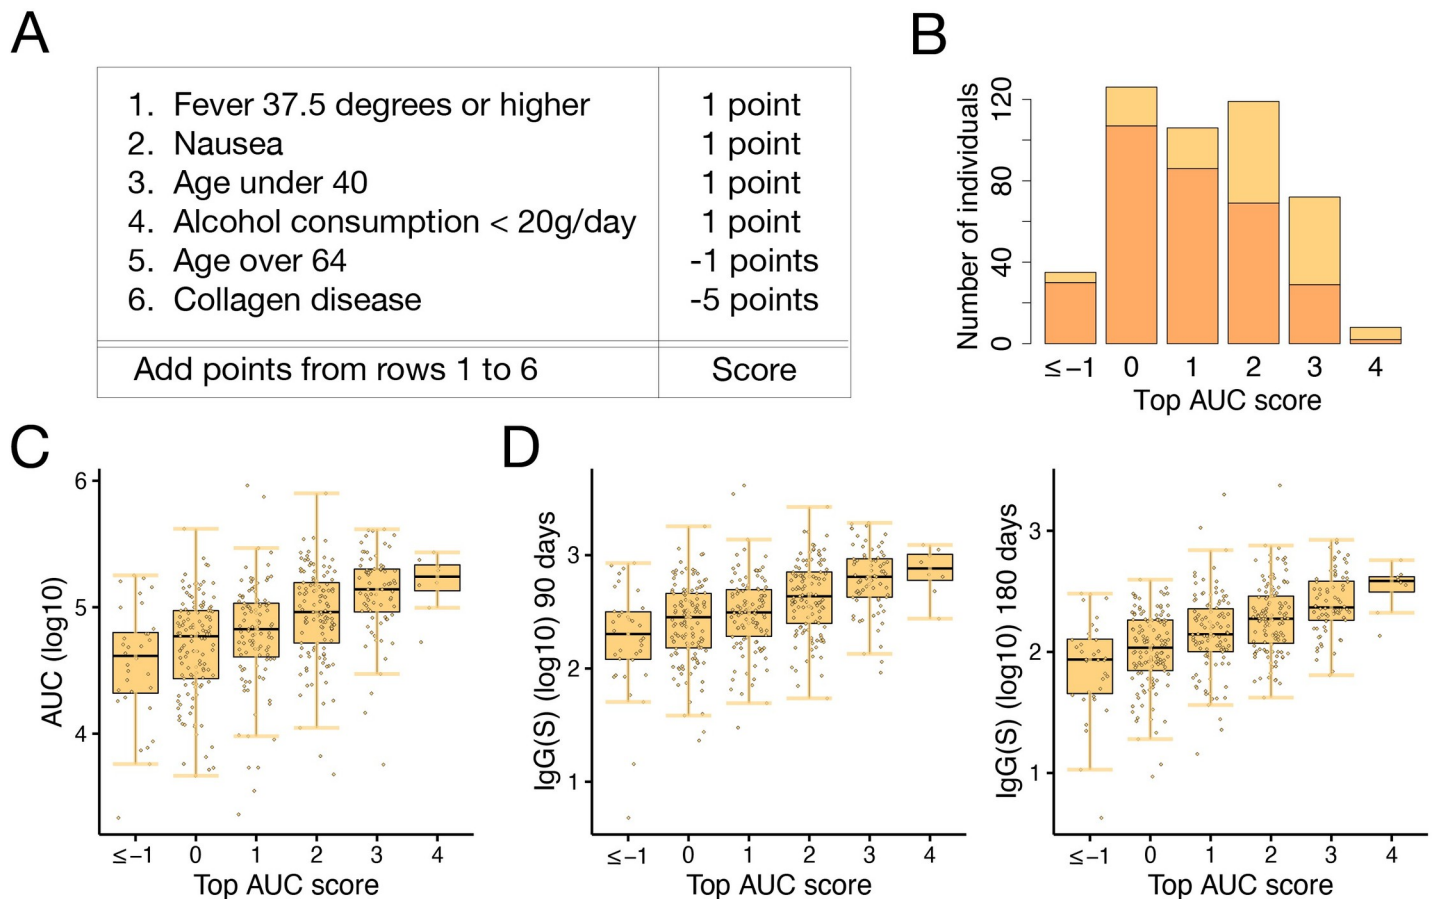 A
1. Fever 37.5 degrees or higher 1 point
2. Nausea 1 point
3. Age under 40 1 point
4. Alcohol consumption < 20g/day 1 point
5. Age over 64 -1 points
6. Collagen disease -5 points
Add points from rows 1 to 6 Score
B
Number of individuals
120
80
40
0
≤−1 0 1 2 3 4
Top AUC score
C
AUC (log10)
6
5
4
≤−1 0 1 2 3 4
Top AUC score
D
IgG(S) (log10) 90 days
3
2
1
≤−1 0 1 2 3 4
Top AUC score
IgG(S) (log10) 180 days
3
2
1
≤−1 0 1 2 3 4
Top AUC score